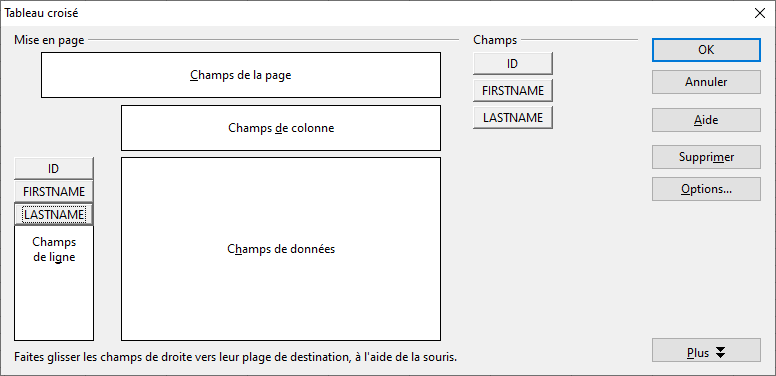 Tableau croisé
Mise en page
Champs
Champs de la page
ID
OK
FIRSTNAME
Annuler
LASTNAME
Champs de colonne
Aide
ID
FIRSTNAME
LASTNAME
Champs
de ligne
Champs de données
Supprimer
Options...
Faites glisser les champs de droite vers leur plage de destination, à l'aide de la souris.
Plus